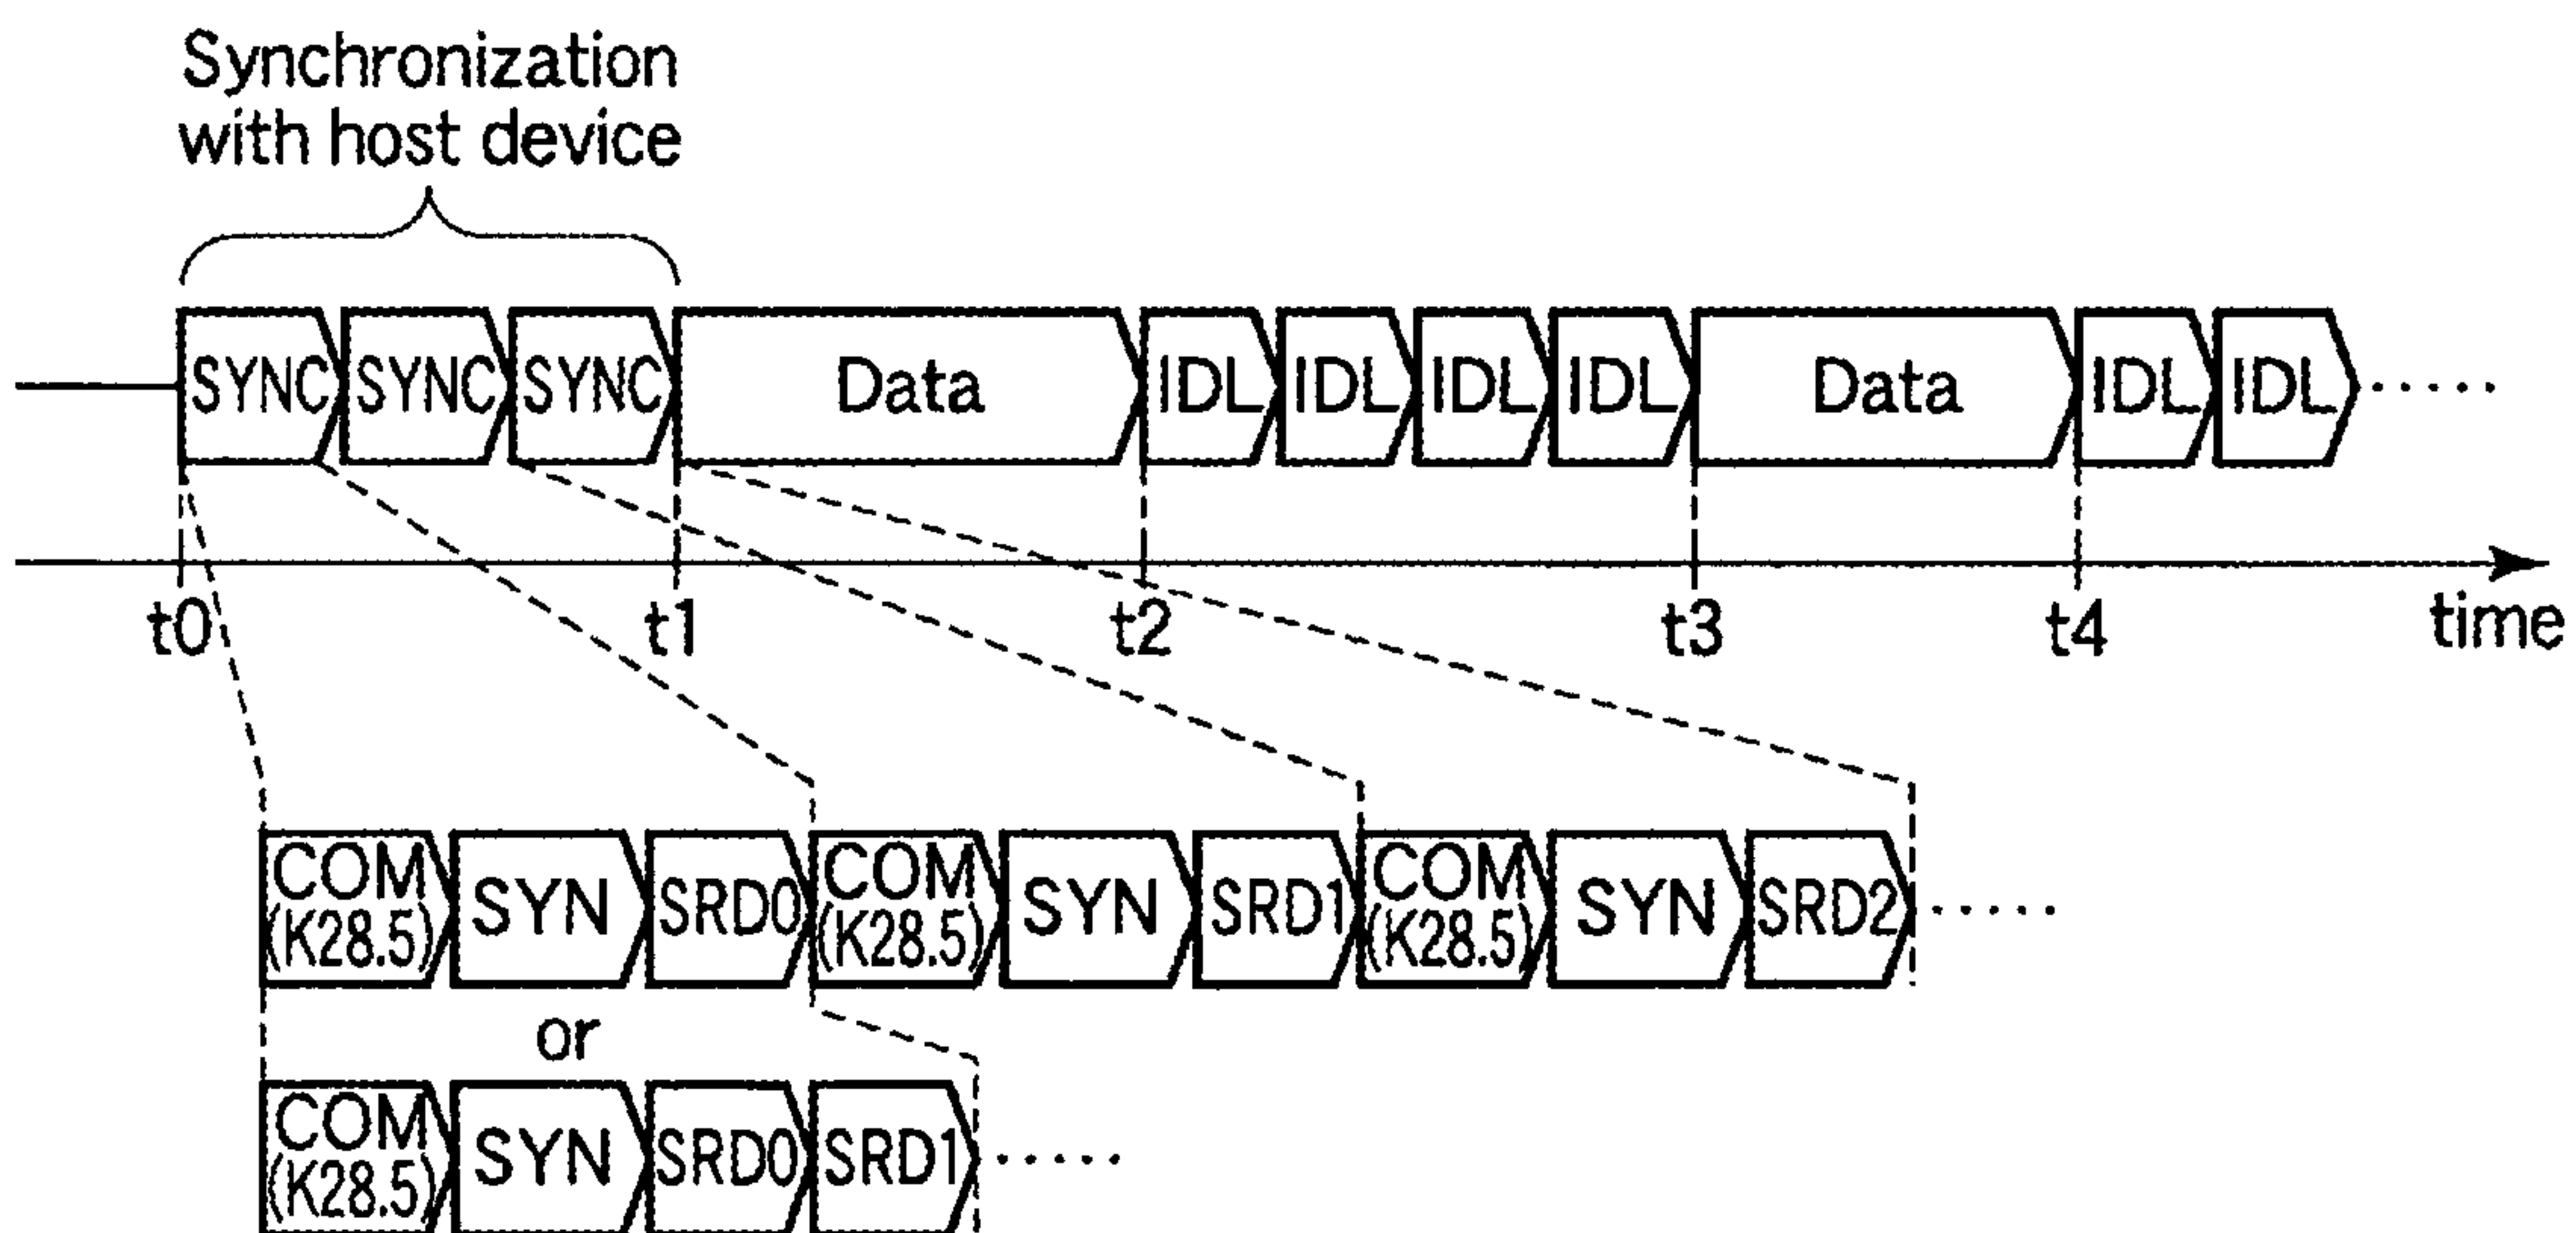 Synchronization
with host device
SYNC SYNC SYNC Data IDL IDL IDL IDL Data IDL IDL .....
t0 t1 t2 t3 t4 time
COM SYN SRD0 COM SYN SRD1 COM SYN SRD2 .....
(K28.5) (K28.5) (K28.5)
or
COM SYN SRD0 SRD1 .....
(K28.5)